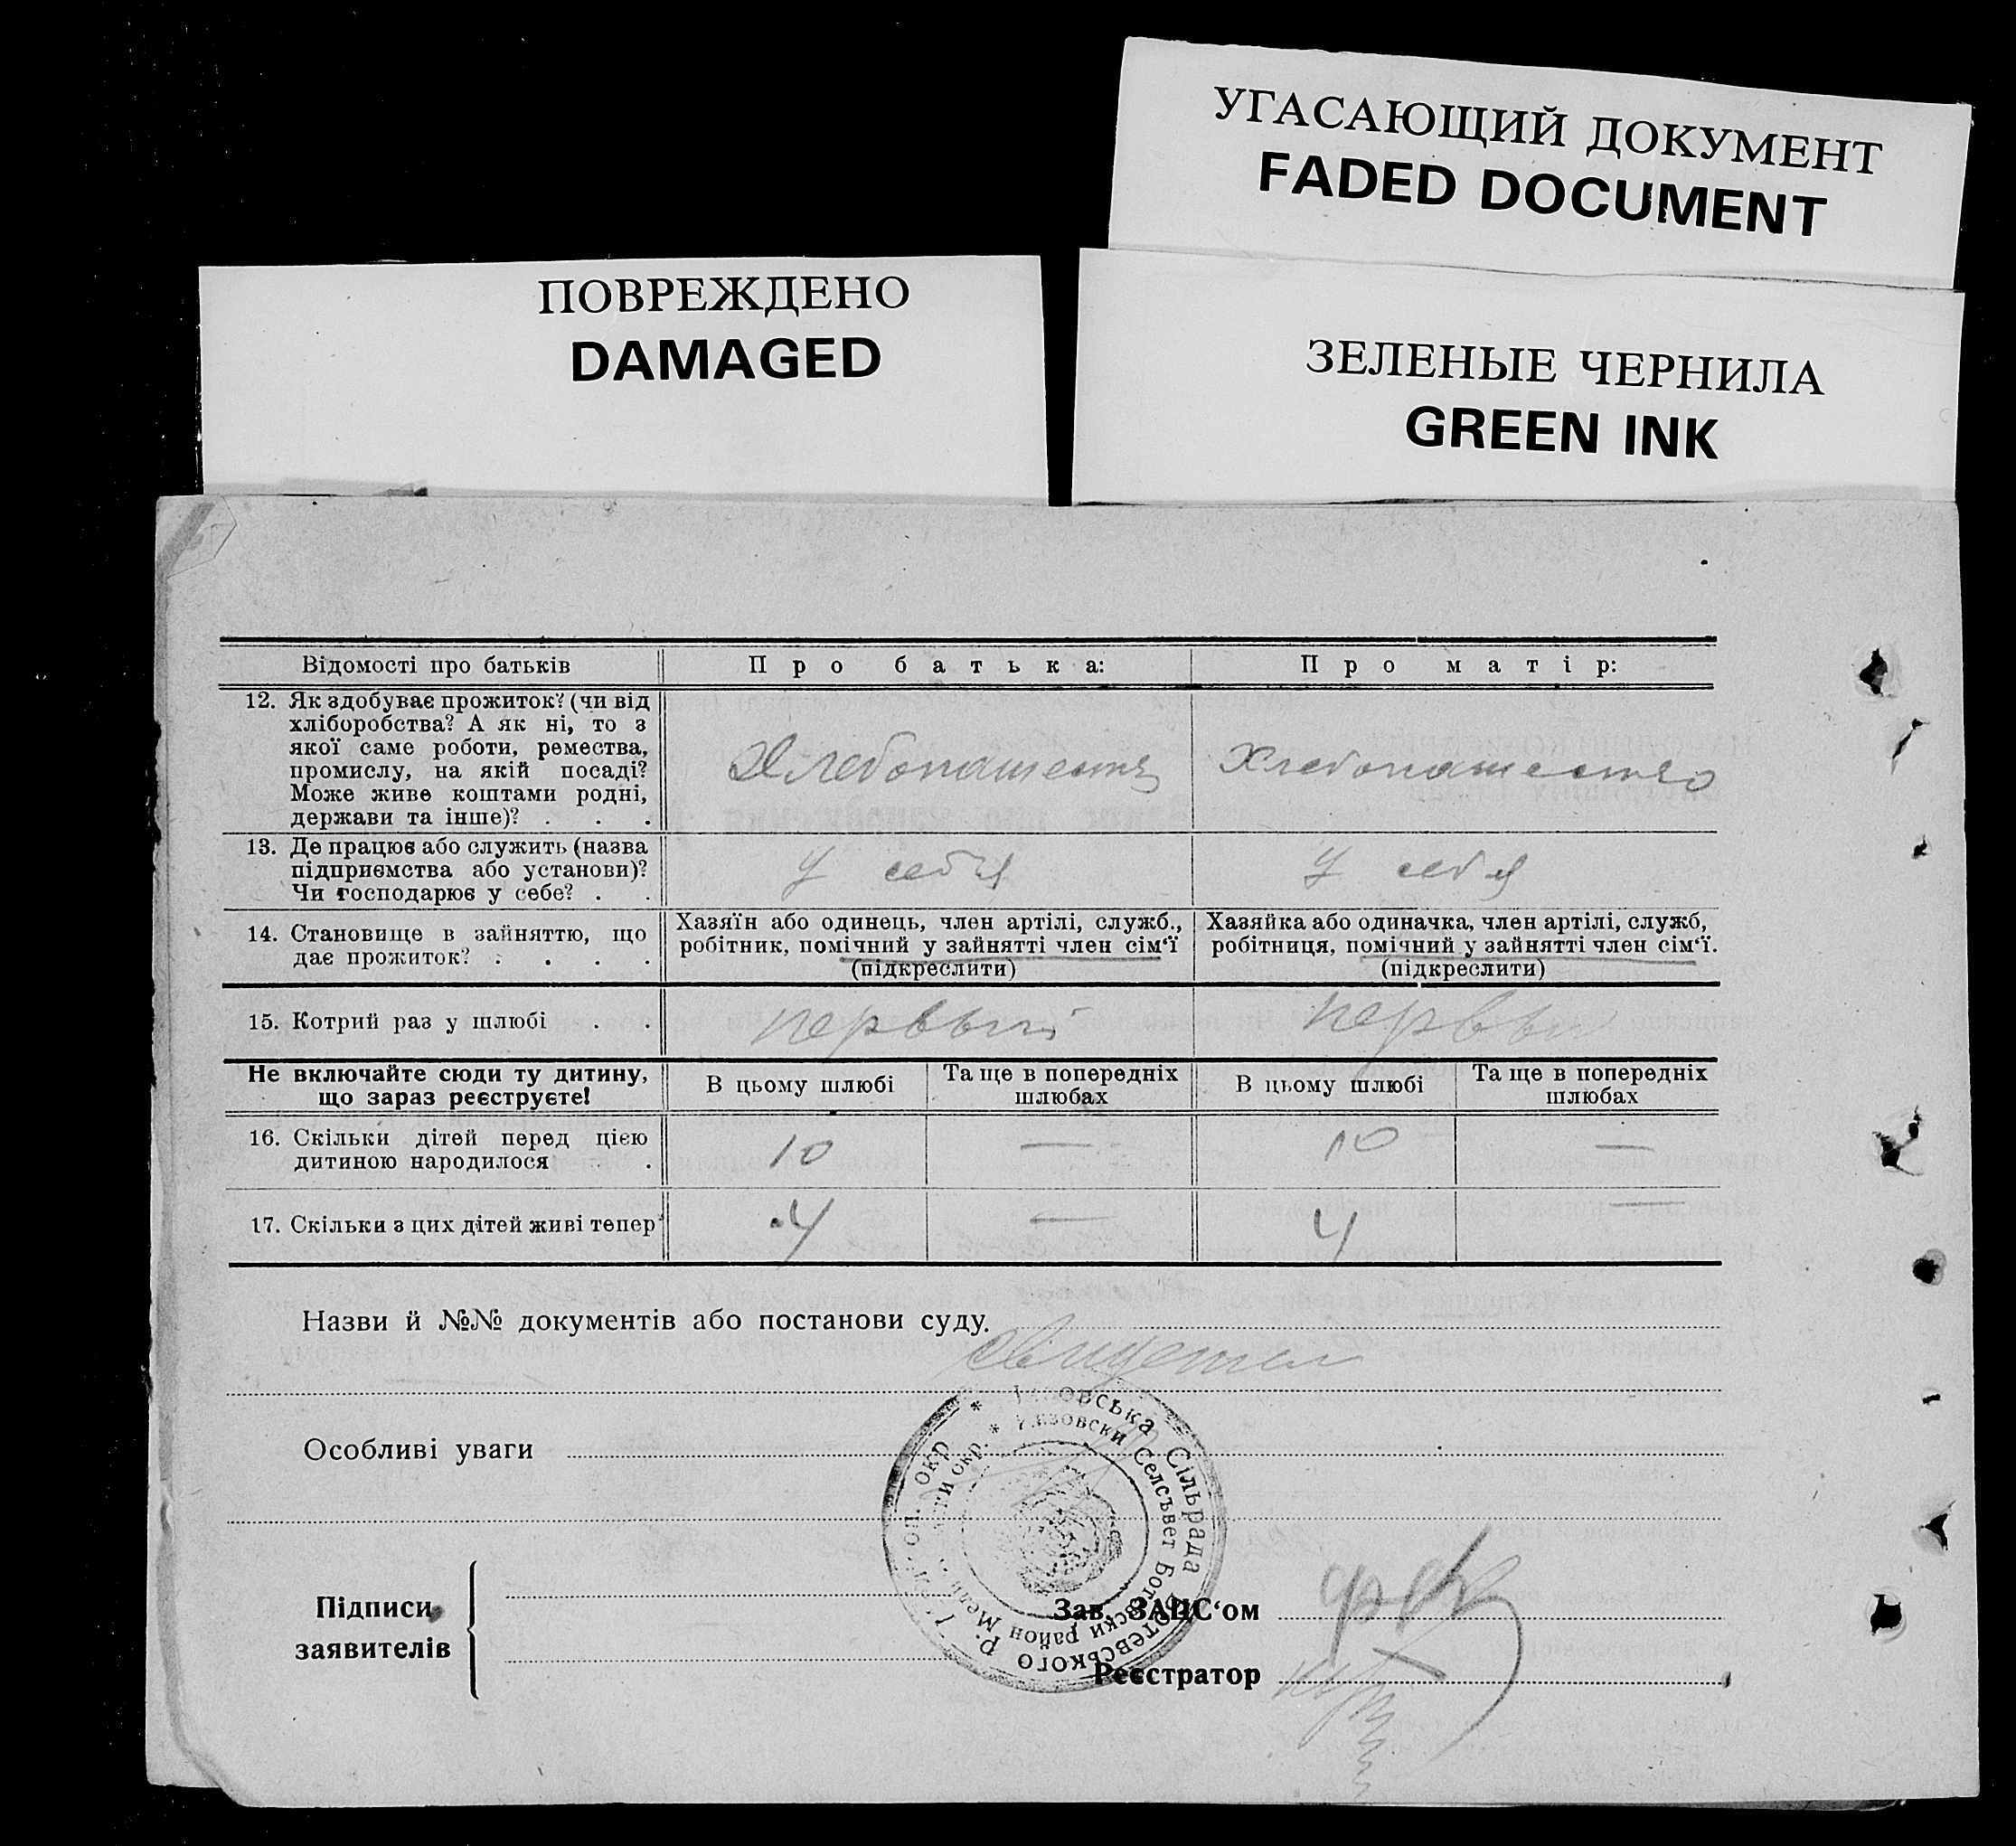 УГАСАЮЩИЙ ДОКУМЕНТ
FADED DOCUMENT
ПОВРЕЖДЕНО
DAMAGED
ЗЕЛЕНЫЕ ЧЕРНИЛА
GREEN INK
Відомості про батьків
Про батька:
Про матір:
12. Як здобуває прожиток? (чи від
хліборобства? А як ні, то з
якої саме роботи, ремества,
промислу, на якій посаді?
Може живе коштами родні,
держави та інше)? . . .
Хлебопашество
Хлебопашество
13. Де працює або служить (назва
підприємства або установи)?
Чи господарює у себе? . .
У себя
У себя
14. Становище в зайняттю, що
дає прожиток? . . . .
Хазяїн або одинець, член артілі, служб.,
робітник, помічний у зайнятті член сім‘ї
(підкреслити)
Хазяйка або одиначка, член артілі, служб,
робітниця, помічний у зайнятті член сім‘ї.
(підкреслити)
15. Котрий раз у шлюбі . .
первый
первы
Не включайте сюди ту дитину,
що зараз реєструєте!
В цьому шлюбі
Та ще в попередніх
шлюбах
В цьому шлюбі
Та ще в попередніх
шлюбах
16. Скільки дітей перед цією
дитиною народилося .
10 — 10 —
17. Скільки з цих дітей живі тепер
4 — 4 —
Назви й №№ документів або постанови суду.
Особливі уваги
Сільрада
Селсъвет
район
Підписи
заявителів
Зав. ЗАГС‘ом
Реєстратор